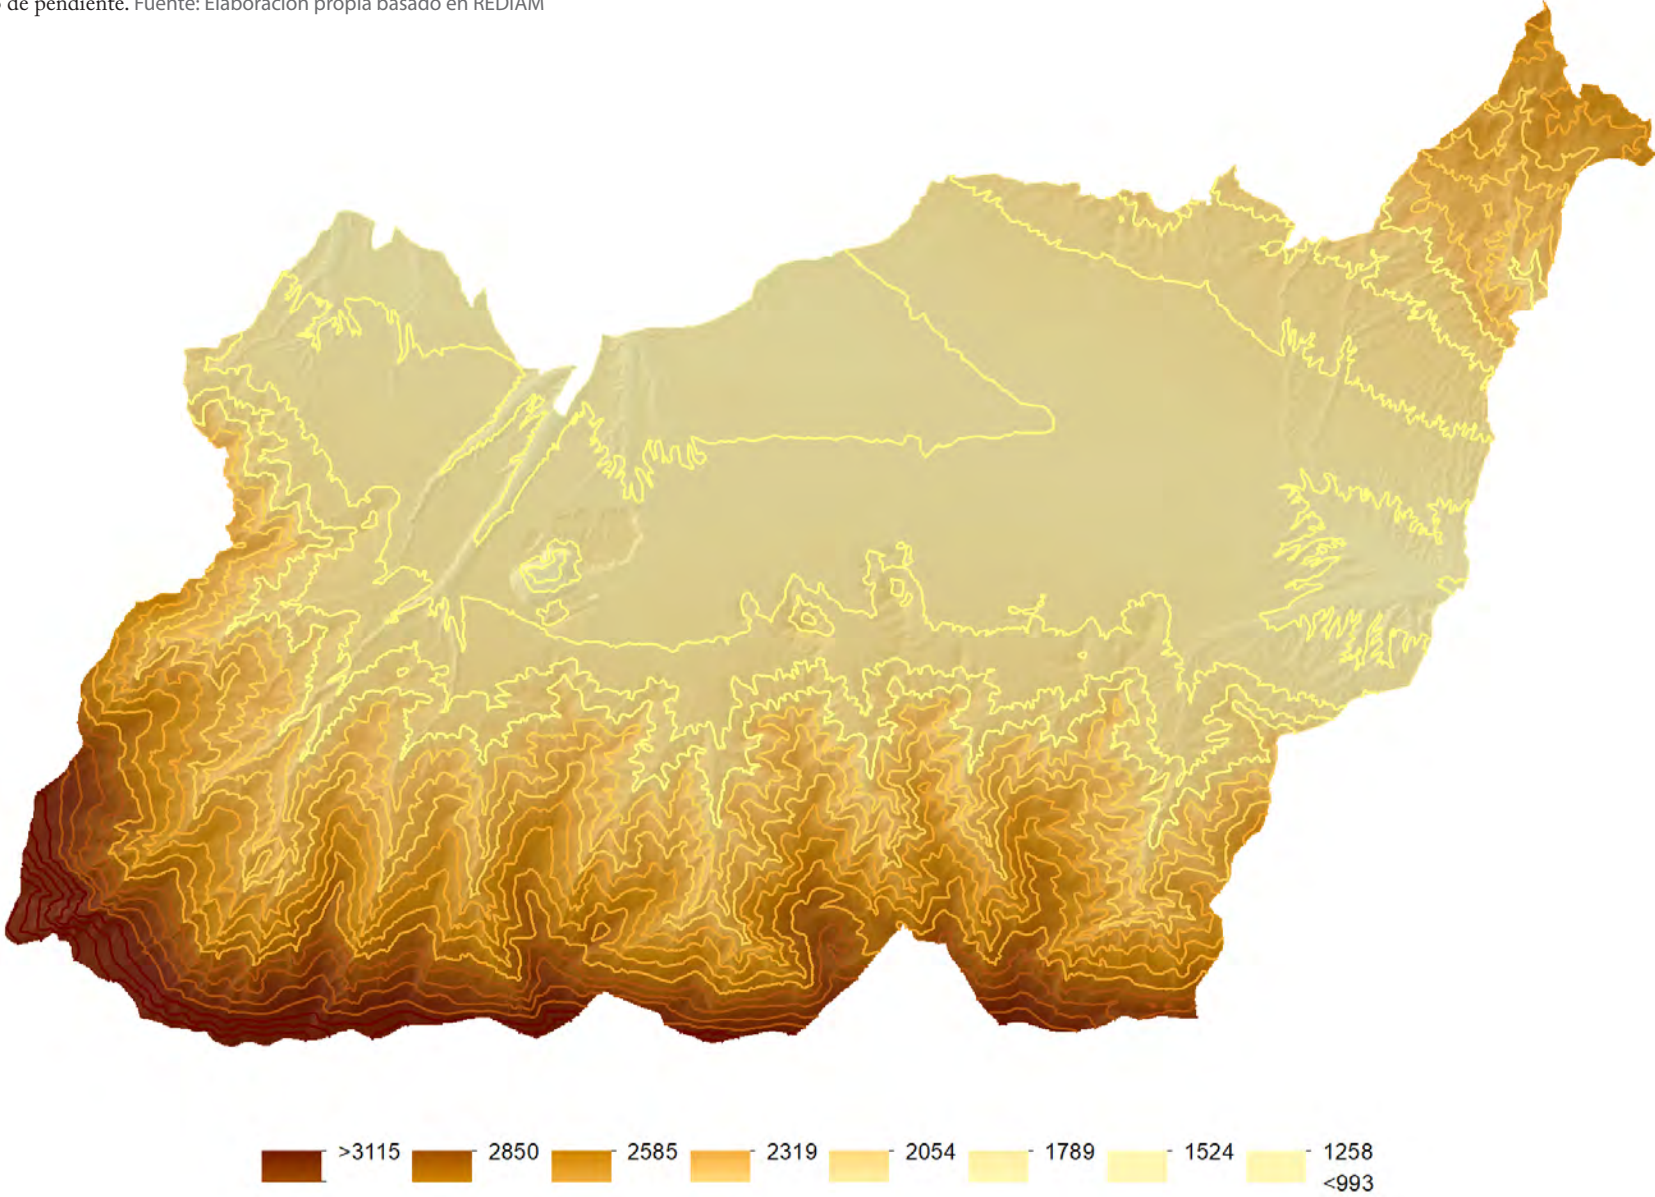 de pendiente. Fuente: Elaboración propia basado en REDIAM
>3115 2850 2585 2319 2054 1789 1524 1258
<993